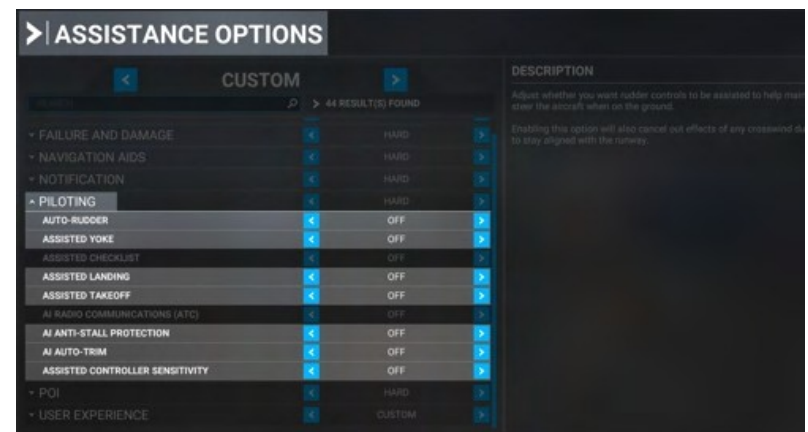 ASSISTANCE OPTIONS
CUSTOM
SEARCH
44 RESULT(S) FOUND
FAILURE AND DAMAGE HARD
NAVIGATION AIDS HARD
NOTIFICATION HARD
PILOTING HARD
AUTO-RUDDER OFF
ASSISTED YOKE OFF
ASSISTED CHECKLIST OFF
ASSISTED LANDING OFF
ASSISTED TAKEOFF OFF
AI RADIO COMMUNICATIONS (ATC) OFF
AI ANTI-STALL PROTECTION OFF
AI AUTO-TRIM OFF
ASSISTED CONTROLLER SENSITIVITY OFF
POI HARD
USER EXPERIENCE CUSTOM
DESCRIPTION
Adjust whether you want rudder controls to be assisted to help
steer the aircraft when on the ground.
Enabling this option will also cancel out effects of any crosswind
to stay aligned with the runway.